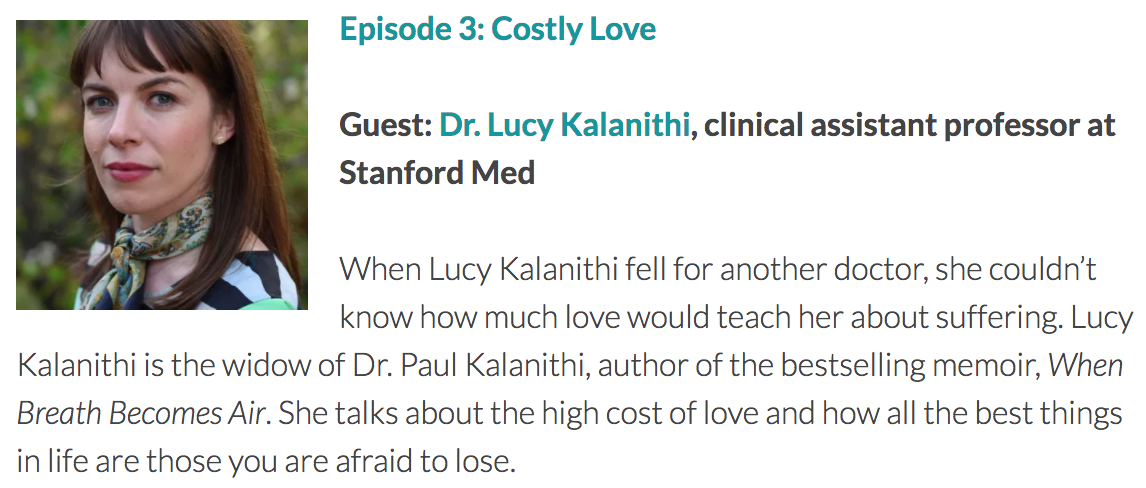 Episode 3: Costly Love
Guest: Dr. Lucy Kalanithi, clinical assistant professor at
Stanford Med
When Lucy Kalanithi fell for another doctor, she couldn’t
know how much love would teach her about suffering. Lucy
Kalanithi is the widow of Dr. Paul Kalanithi, author of the bestselling memoir, When
Breath Becomes Air. She talks about the high cost of love and how all the best things
in life are those you are afraid to lose.